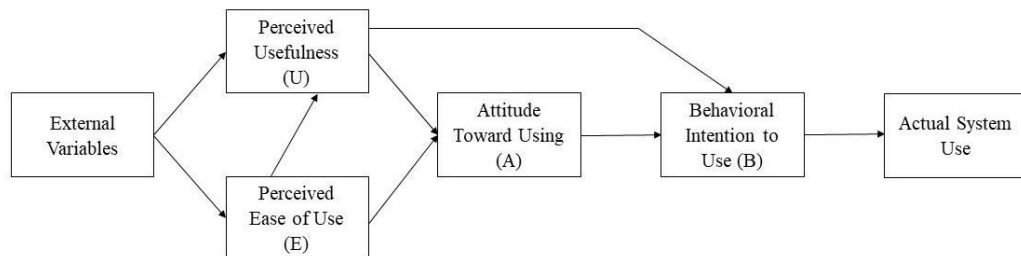 External
Variables
Perceived
Usefulness
(U)
Perceived
Ease of Use
(E)
Attitude
Toward Using
(A)
Behavioral
Intention to
Use (B)
Actual System
Use